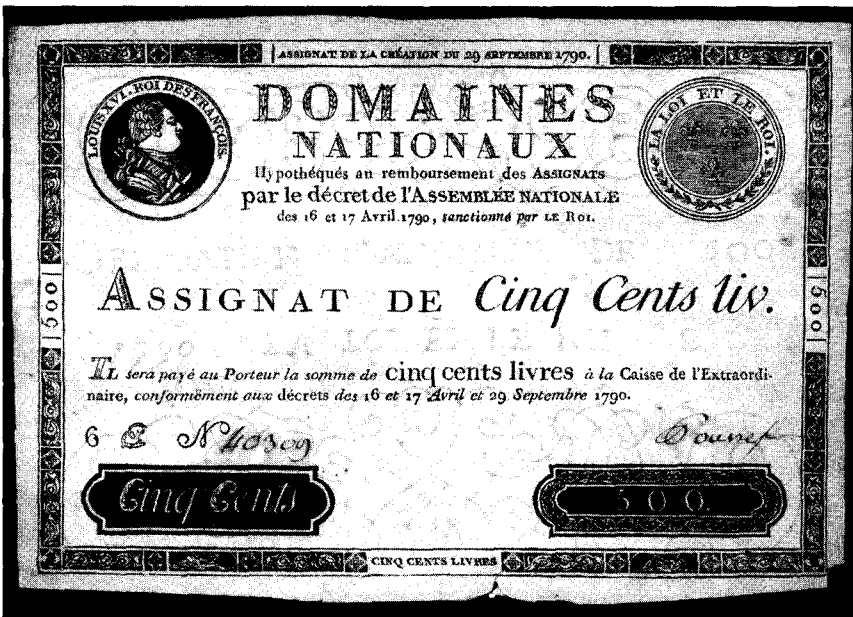 ASSIGNAT DE LA CRÉATION DU 29 SEPTEMBRE 1790.
LOUIS XVI. ROI DES FRANÇOIS.
LA LOI ET LE ROI.
DOMAINES
NATIONAUX
Hypothéqués au remboursement des ASSIGNATS
par le décret de l'ASSEMBLÉE NATIONALE
des 16 et 17 Avril 1790, sanctionné par LE ROI.
500
500
ASSIGNAT DE Cinq Cents liv.
IL sera payé au Porteur la somme de cinq cents livres à la Caisse de l'Extraordi-
naire, conformément aux décrets des 16 et 17 Avril et 29 Septembre 1790.
6 N° 40309
Cinq Cents
500.
CINQ CENTS LIVRES